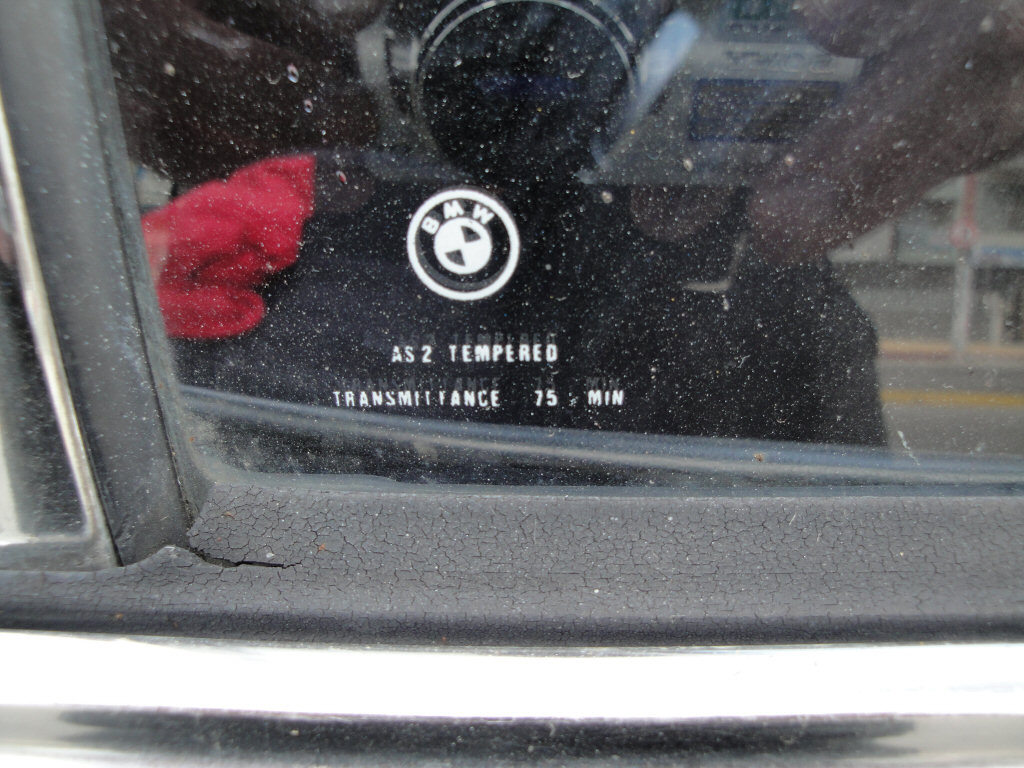 BMW
AS2 TEMPERED
TRANSMITTANCE 75 % MIN